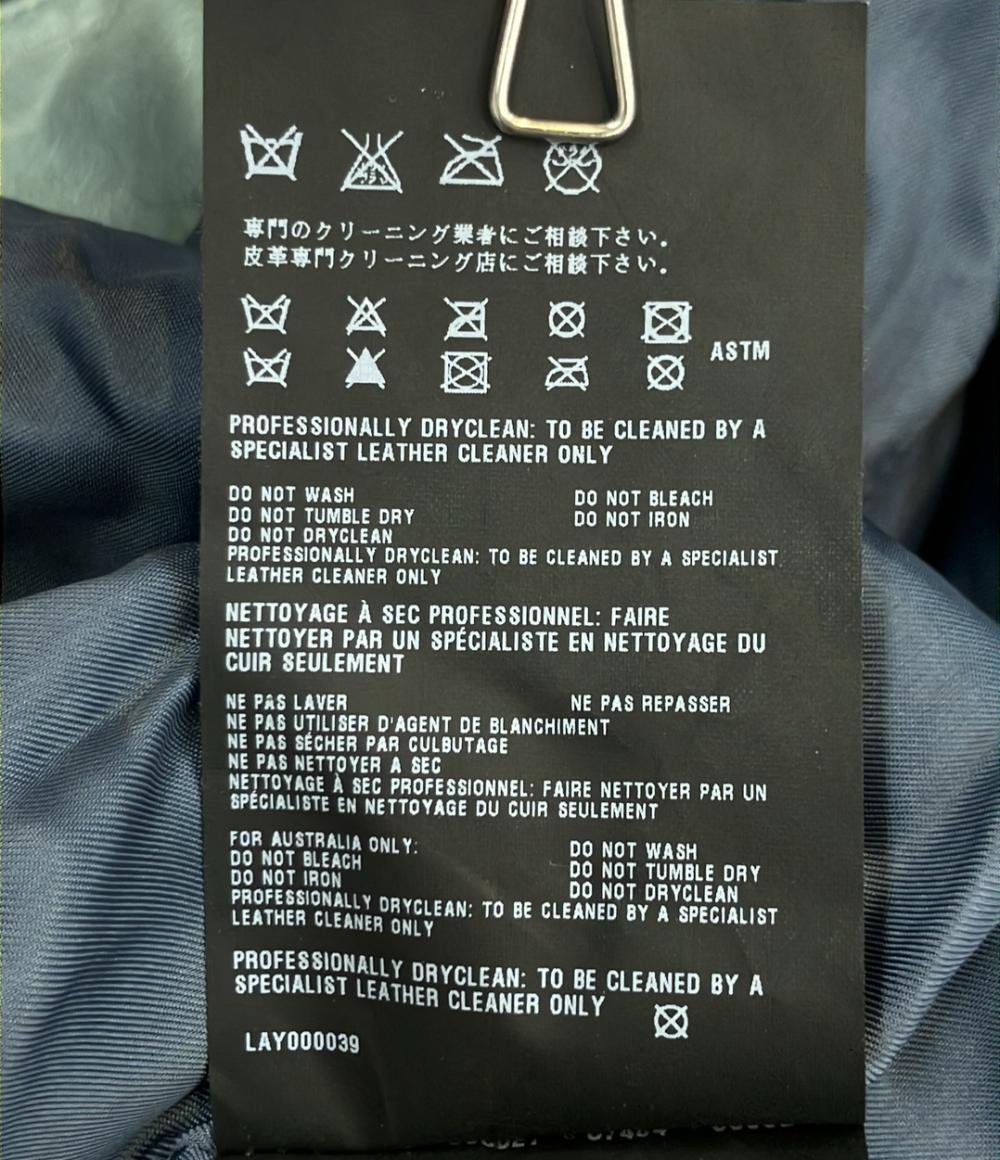 専門のクリーニング業者にご相談下さい。
皮革専門クリーニング店にご相談下さい。
ASTM
PROFESSIONALLY DRYCLEAN: TO BE CLEANED BY A
SPECIALIST LEATHER CLEANER ONLY
DO NOT WASH DO NOT BLEACH
DO NOT TUMBLE DRY DO NOT IRON
DO NOT DRYCLEAN
PROFESSIONALLY DRYCLEAN: TO BE CLEANED BY A SPECIALIST
LEATHER CLEANER ONLY
NETTOYAGE À SEC PROFESSIONNEL: FAIRE
NETTOYER PAR UN SPÉCIALISTE EN NETTOYAGE DU
CUIR SEULEMENT
NE PAS LAVER NE PAS REPASSER
NE PAS UTILISER D'AGENT DE BLANCHIMENT
NE PAS SÉCHER PAR CULBUTAGE
NE PAS NETTOYER A SEC
NETTOYAGE À SEC PROFESSIONNEL: FAIRE NETTOYER PAR UN
SPÉCIALISTE EN NETTOYAGE DU CUIR SEULEMENT
FOR AUSTRALIA ONLY: DO NOT WASH
DO NOT BLEACH DO NOT TUMBLE DRY
DO NOT IRON DO NOT DRYCLEAN
PROFESSIONALLY DRYCLEAN: TO BE CLEANED BY A SPECIALIST
LEATHER CLEANER ONLY
PROFESSIONALLY DRYCLEAN: TO BE CLEANED BY A
SPECIALIST LEATHER CLEANER ONLY
LAY000039